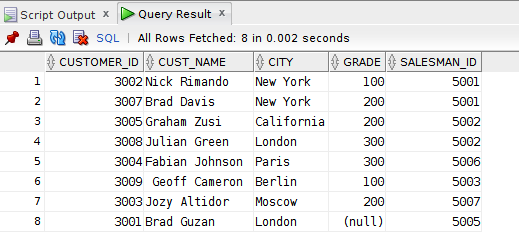 Script Output x Query Result x
SQL | All Rows Fetched: 8 in 0.002 seconds
CUSTOMER_ID CUST_NAME CITY GRADE SALESMAN_ID
1 3002 Nick Rimando New York 100 5001
2 3007 Brad Davis New York 200 5001
3 3005 Graham Zusi California 200 5002
4 3008 Julian Green London 300 5002
5 3004 Fabian Johnson Paris 300 5006
6 3009 Geoff Cameron Berlin 100 5003
7 3003 Jozy Altidor Moscow 200 5007
8 3001 Brad Guzan London (null) 5005